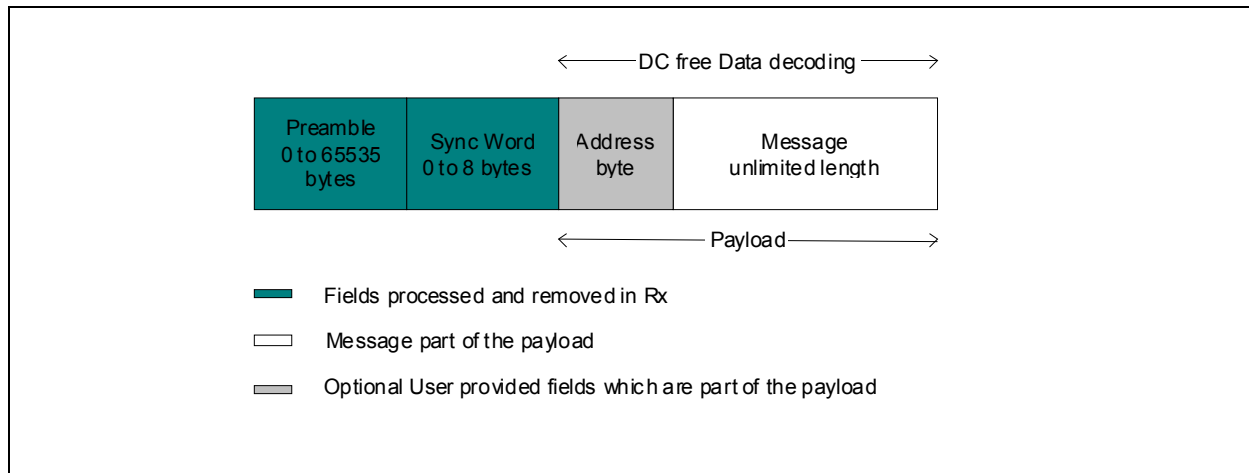 DC free Data decoding
Preamble
0 to 65535
bytes
Sync Word
0 to 8 bytes
Address
byte
Message
unlimited length
Payload
Fields processed and removed in Rx
Message part of the payload
Optional User provided fields which are part of the payload